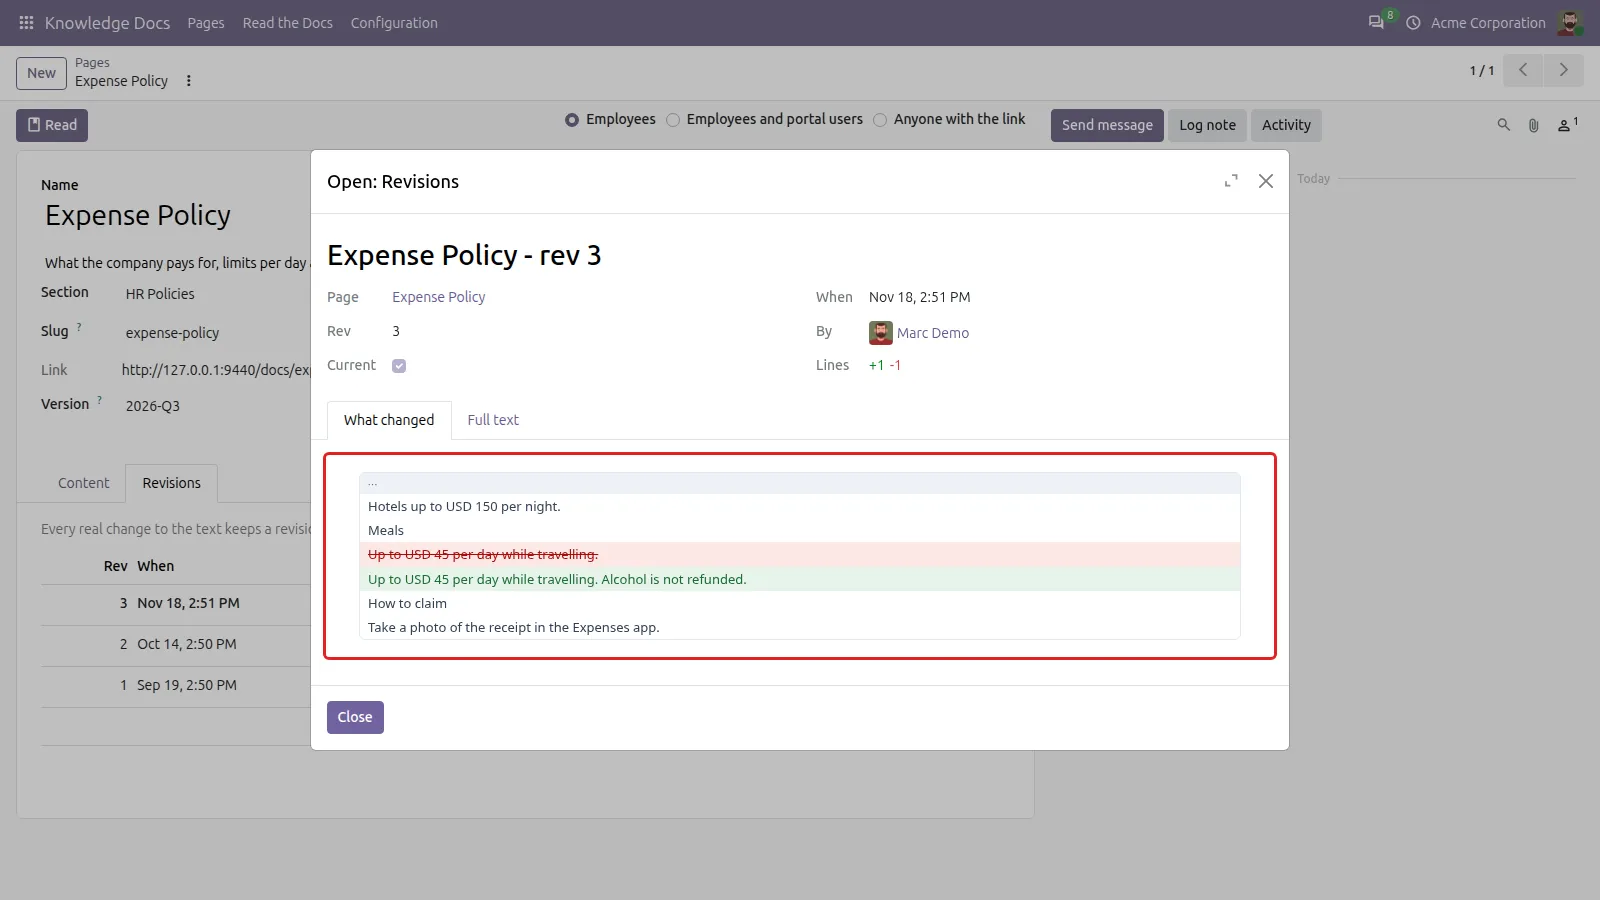 Knowledge Docs Pages Read the Docs Configuration 8 Acme Corporation
New Pages
Expense Policy
1 / 1
Read Employees Employees and portal users Anyone with the link Send message Log note Activity 1
Open: Revisions
Today
Name
Expense Policy
What the company pays for, limits per day
Section HR Policies
Slug ? expense-policy
Link http://127.0.0.1:9440/docs/ex
Version ? 2026-Q3
Content Revisions
Every real change to the text keeps a revisi
Rev When
3 Nov 18, 2:51 PM
2 Oct 14, 2:50 PM
1 Sep 19, 2:50 PM
Expense Policy - rev 3
Page Expense Policy When Nov 18, 2:51 PM
Rev 3 By Marc Demo
Current Lines +1 -1
What changed Full text
...
Hotels up to USD 150 per night.
Meals
Up to USD 45 per day while travelling.
Up to USD 45 per day while travelling. Alcohol is not refunded.
How to claim
Take a photo of the receipt in the Expenses app.
Close